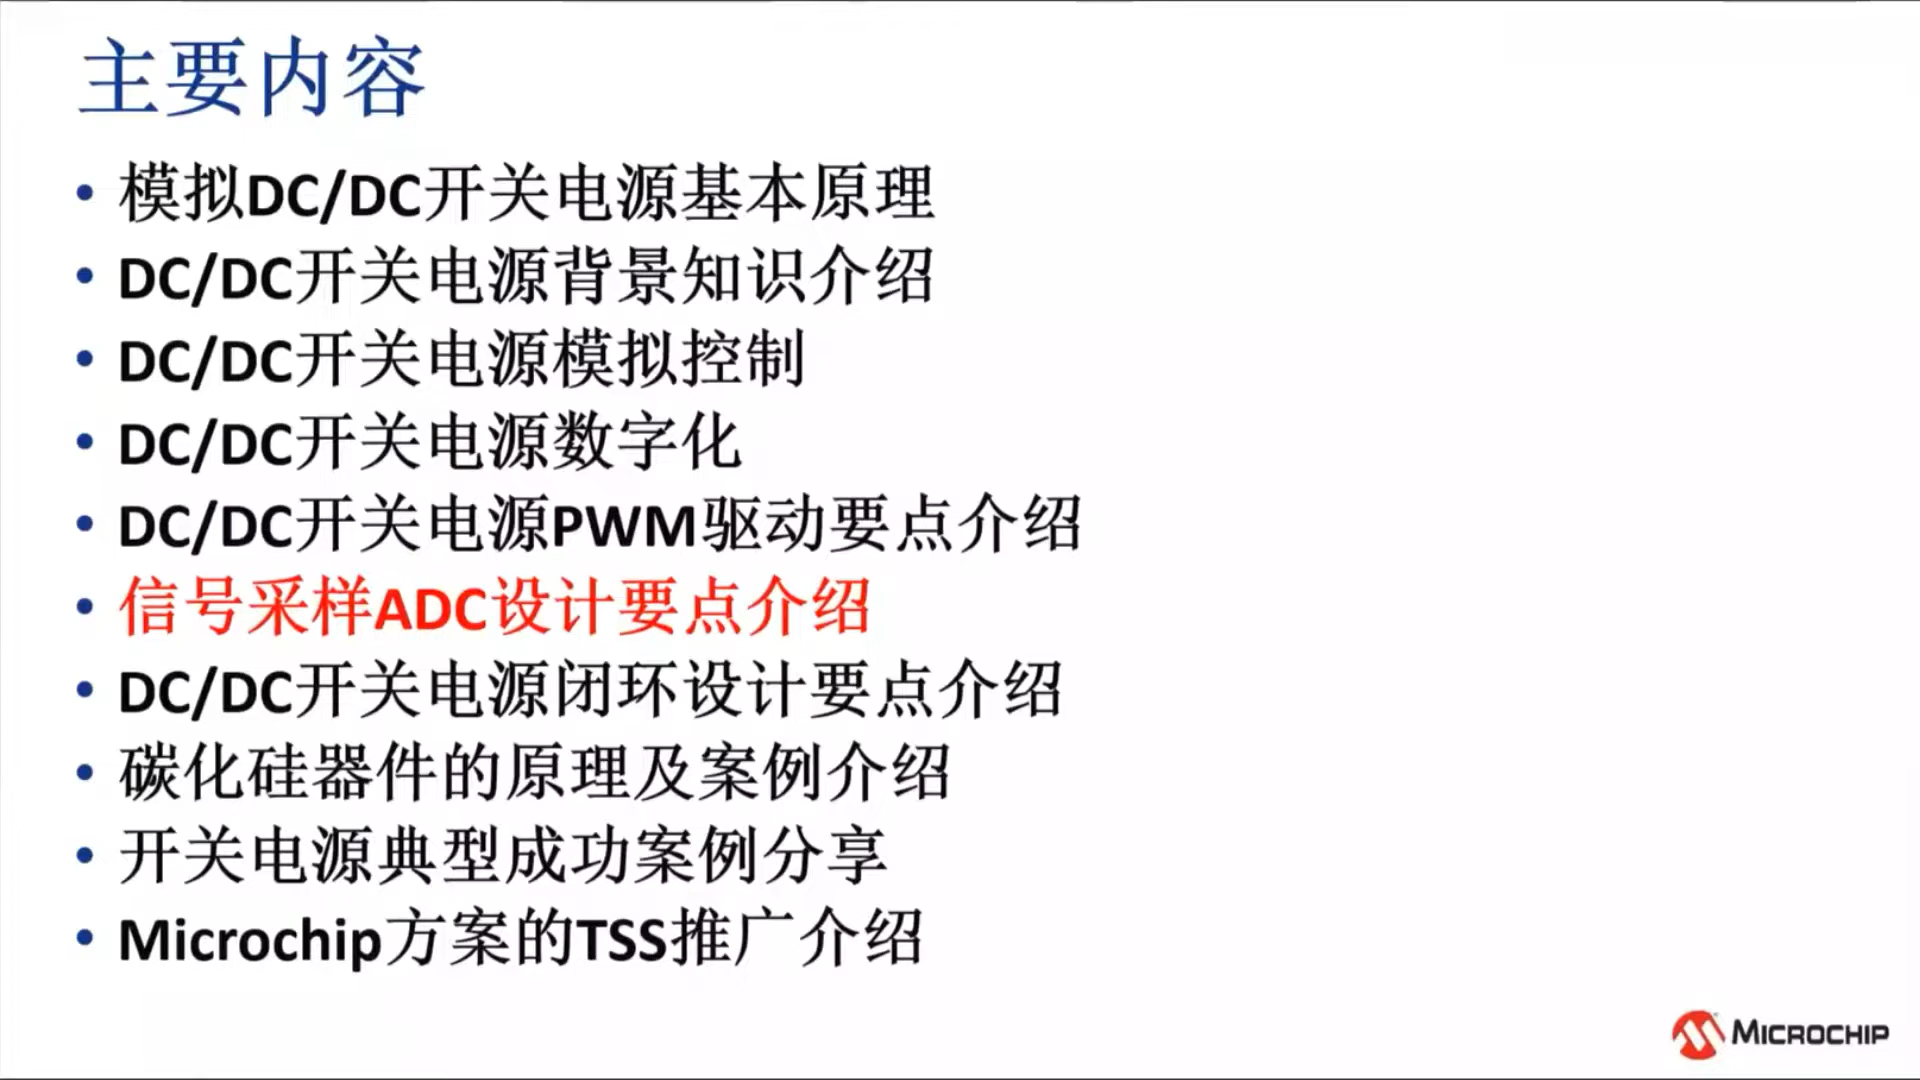 主要内容
• 模拟DC/DC开关电源基本原理
• DC/DC开关电源背景知识介绍
• DC/DC开关电源模拟控制
• DC/DC开关电源数字化
• DC/DC开关电源PWM驱动要点介绍
• 信号采样ADC设计要点介绍
• DC/DC开关电源闭环设计要点介绍
• 碳化硅器件的原理及案例介绍
• 开关电源典型成功案例分享
• Microchip方案的TSS推广介绍
MICROCHIP